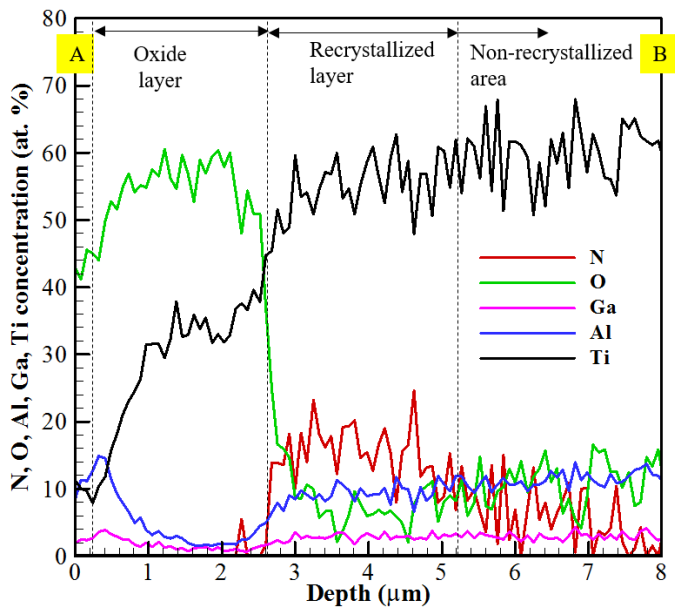 80
A
Oxide
layer
Recrystallized
layer
Non-recrystallized
area
B
70
60
50
40
30
20
10
0
N, O, Al, Ga, Ti concentration (at. %)
N
O
Ga
Al
Ti
0 1 2 3 4 5 6 7 8
Depth (μm)